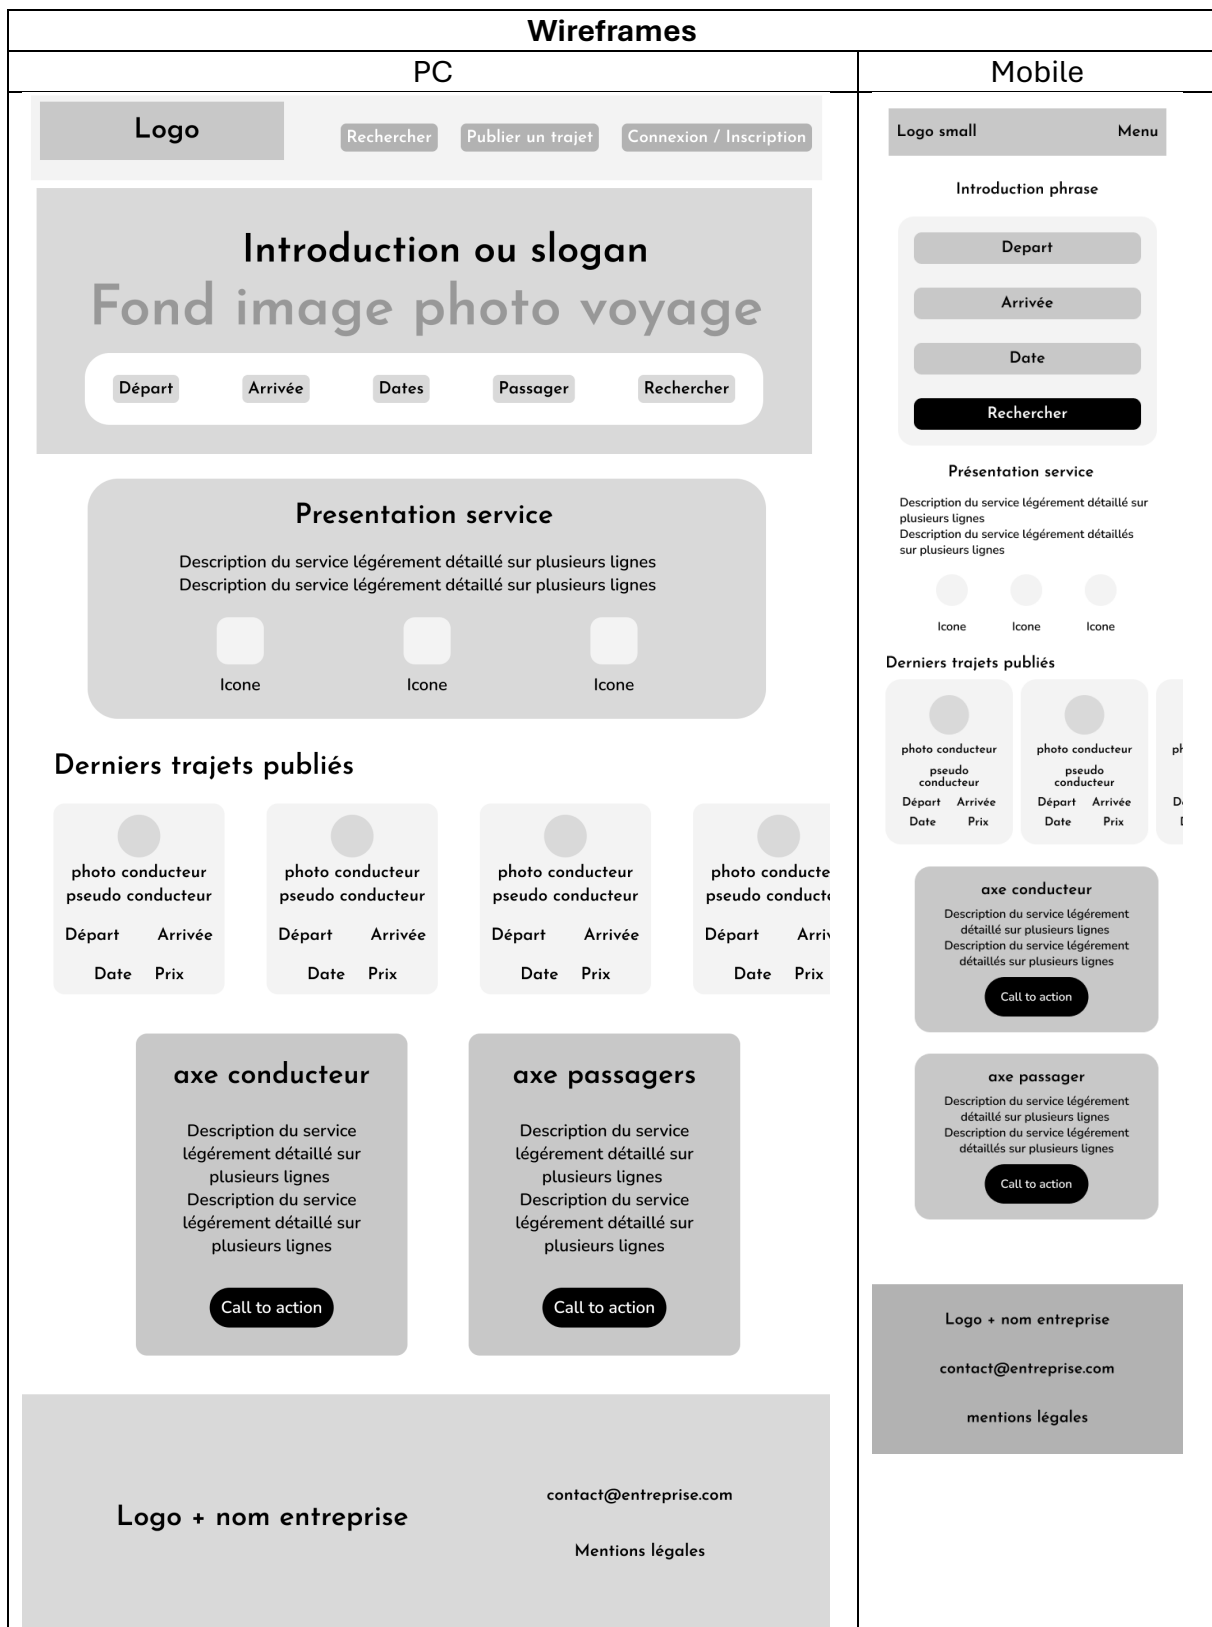 Wireframes
PC
Mobile
Logo
Rechercher
Publier un trajet
Connexion / Inscription
Introduction ou slogan
Fond image photo voyage
Départ
Arrivée
Dates
Passager
Rechercher
Presentation service
Description du service légérement détaillé sur plusieurs lignes
Description du service légérement détaillé sur plusieurs lignes
Icone
Icone
Icone
Derniers trajets publiés
photo conducteur
pseudo conducteur
Départ Arrivée
Date Prix
photo conducteur
pseudo conducteur
Départ Arrivée
Date Prix
photo conducteur
pseudo conducteur
Départ Arrivée
Date Prix
photo conducte
pseudo conducte
Départ Arriv
Date Prix
axe conducteur
Description du service
légérement détaillé sur
plusieurs lignes
Description du service
légérement détaillé sur
plusieurs lignes
Call to action
axe passagers
Description du service
légérement détaillé sur
plusieurs lignes
Description du service
légérement détaillé sur
plusieurs lignes
Call to action
Logo + nom entreprise
contact@entreprise.com
Mentions légales
Logo small
Menu
Introduction phrase
Depart
Arrivée
Date
Rechercher
Présentation service
Description du service légérement détaillé sur
plusieurs lignes
Description du service légérement détaillés
sur plusieurs lignes
Icone
Icone
Icone
Derniers trajets publiés
photo conducteur
pseudo
conducteur
Départ Arrivée
Date Prix
photo conducteur
pseudo
conducteur
Départ Arrivée
Date Prix
ph
axe conducteur
Description du service légérement
détaillé sur plusieurs lignes
Description du service légérement
détaillés sur plusieurs lignes
Call to action
axe passager
Description du service légérement
détaillé sur plusieurs lignes
Description du service légérement
détaillés sur plusieurs lignes
Call to action
Logo + nom entreprise
contact@entreprise.com
mentions légales